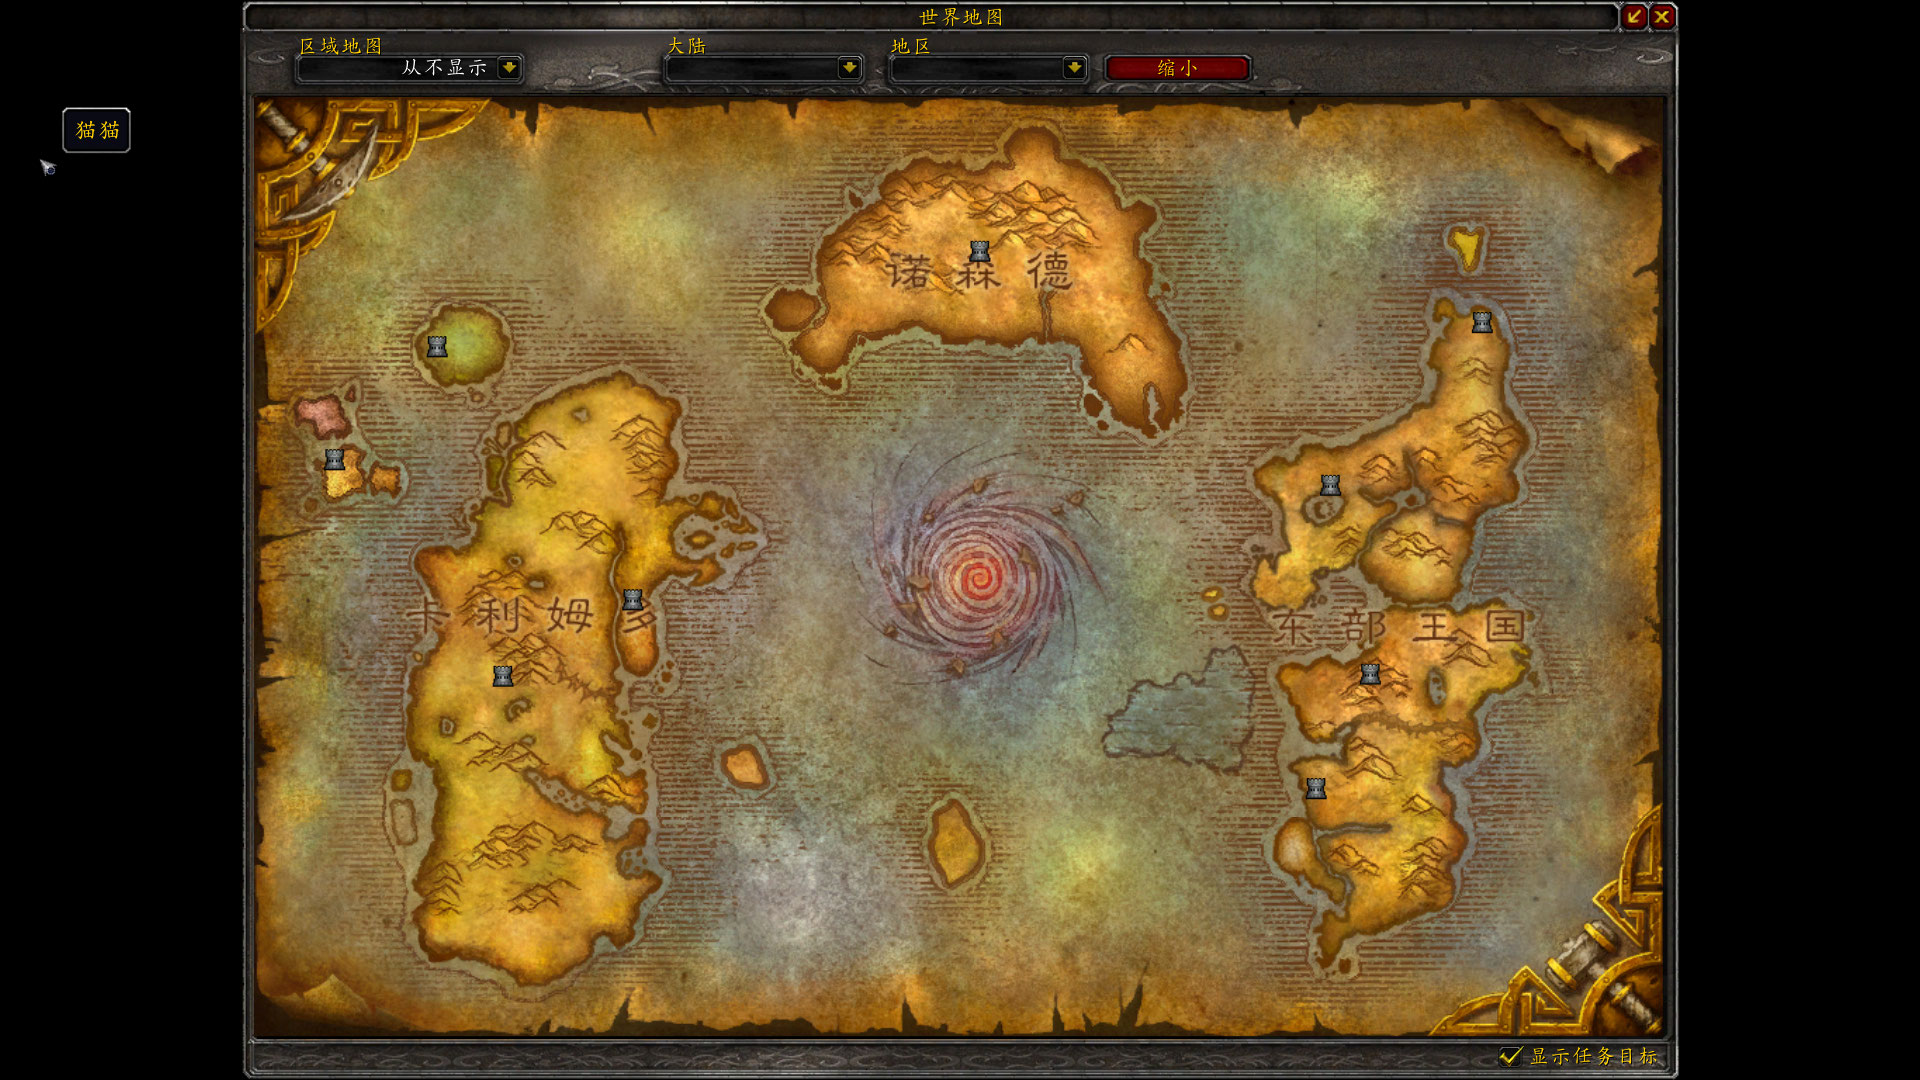 世界地图
区域地图
大陆
地区
从不显示
缩小
猫猫
诺森德
卡利姆多
东部王国
显示任务目标